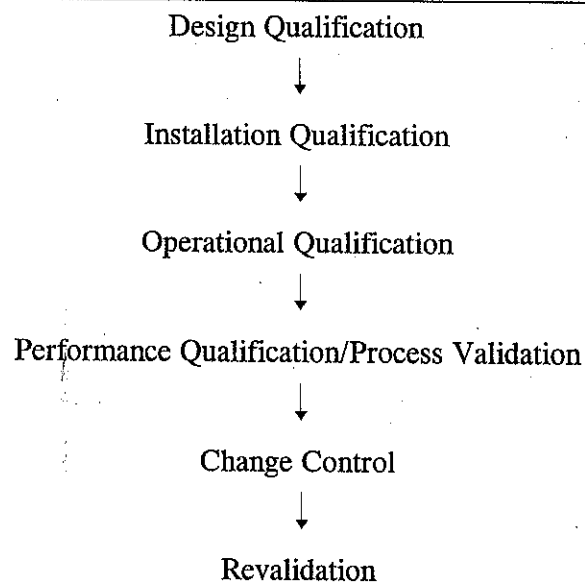 Design Qualification
Installation Qualification
Operational Qualification
Performance Qualification/Process Validation
Change Control
Revalidation